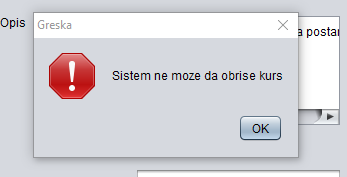 Greska
Opis
a postar
Sistem ne moze da obrise kurs
OK